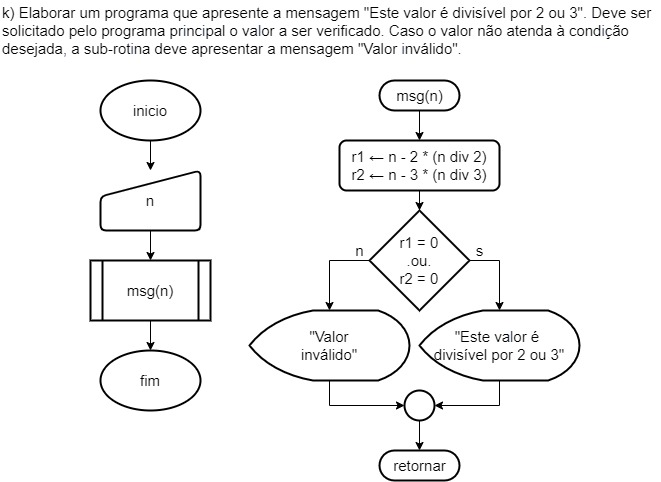 k) Elaborar um programa que apresente a mensagem "Este valor é divisível por 2 ou 3". Deve ser
solicitado pelo programa principal o valor a ser verificado. Caso o valor não atenda à condição
desejada, a sub-rotina deve apresentar a mensagem "Valor inválido".
inicio
n
msg(n)
fim
msg(n)
r1 ← n - 2 * (n div 2)
r2 ← n - 3 * (n div 3)
r1 = 0
.ou.
r2 = 0
n
s
"Valor
inválido"
"Este valor é
divisível por 2 ou 3"
retornar